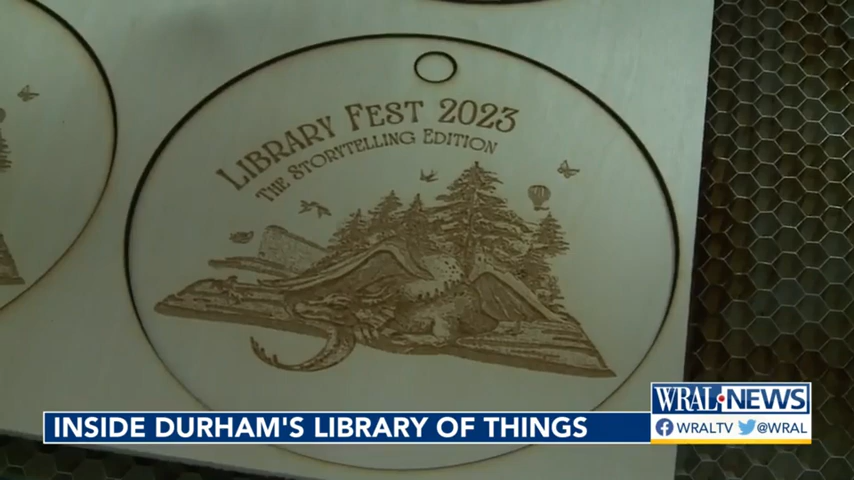 Library Fest 2023
The Storytelling Edition
INSIDE DURHAM'S LIBRARY OF THINGS
WRAL NEWS
WRALTV @WRAL